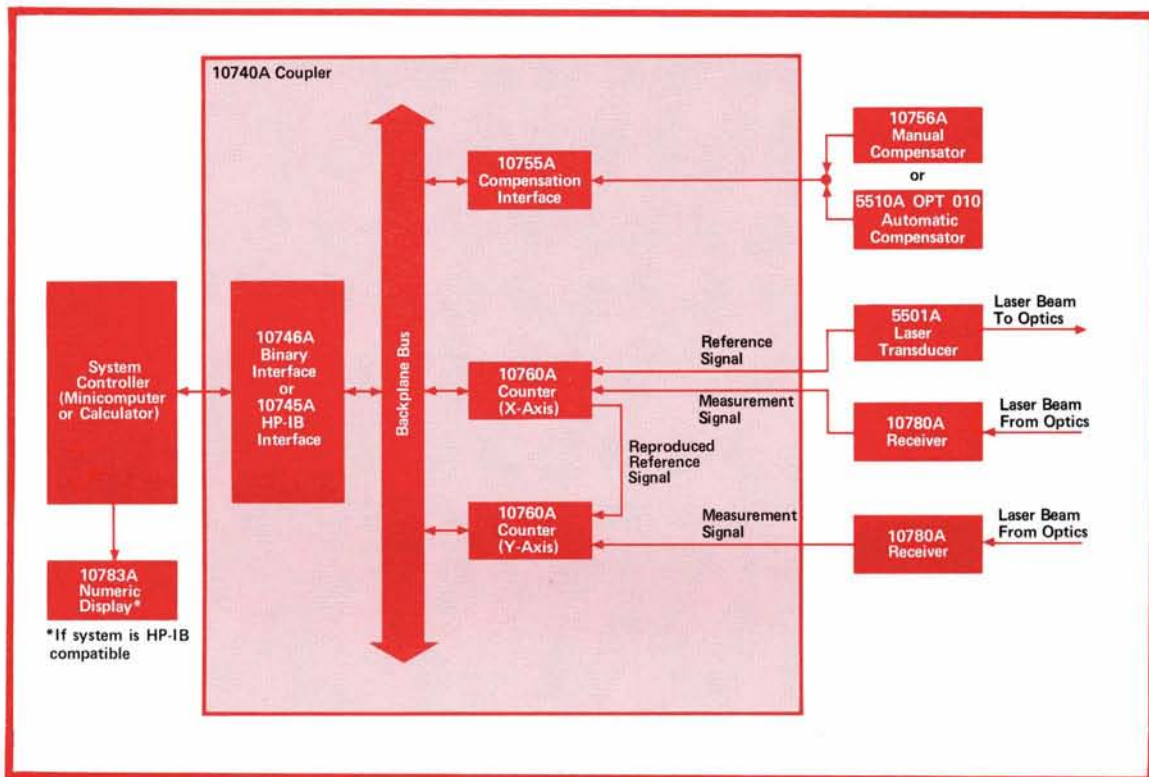 10740A Coupler
10756A
Manual
Compensator
or
5510A OPT 010
Automatic
Compensator
10755A
Compensation
Interface
System
Controller
(Minicomputer
or Calculator)
10746A
Binary
Interface
or
10745A
HP-IB
Interface
Backplane Bus
10760A
Counter
(X-Axis)
Reference
Signal
Measurement
Signal
5501A
Laser
Transducer
Laser Beam
To Optics
10780A
Receiver
Laser Beam
From Optics
Reproduced
Reference
Signal
10760A
Counter
(Y-Axis)
Measurement
Signal
10780A
Receiver
Laser Beam
From Optics
10783A
Numeric
Display*
*If system is HP-IB
compatible